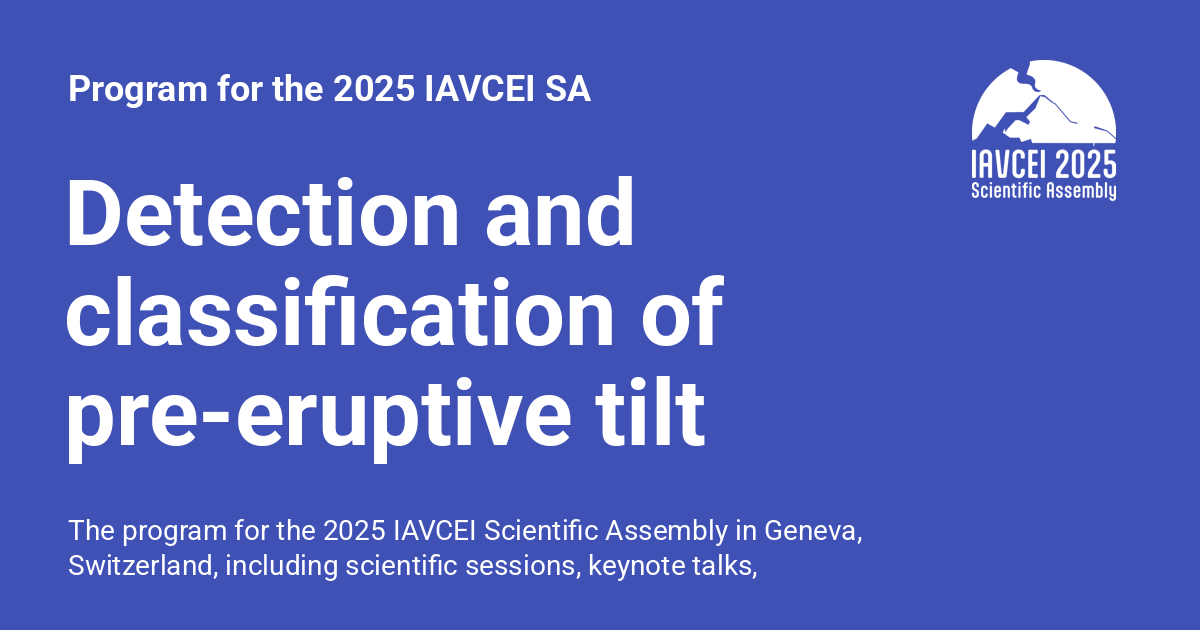 Program for the 2025 IAVCEI SA
IAVCEI 2025
Scientific Assembly
Detection and
classification of
pre-eruptive tilt
The program for the 2025 IAVCEI Scientific Assembly in Geneva,
Switzerland, including scientific sessions, keynote talks,